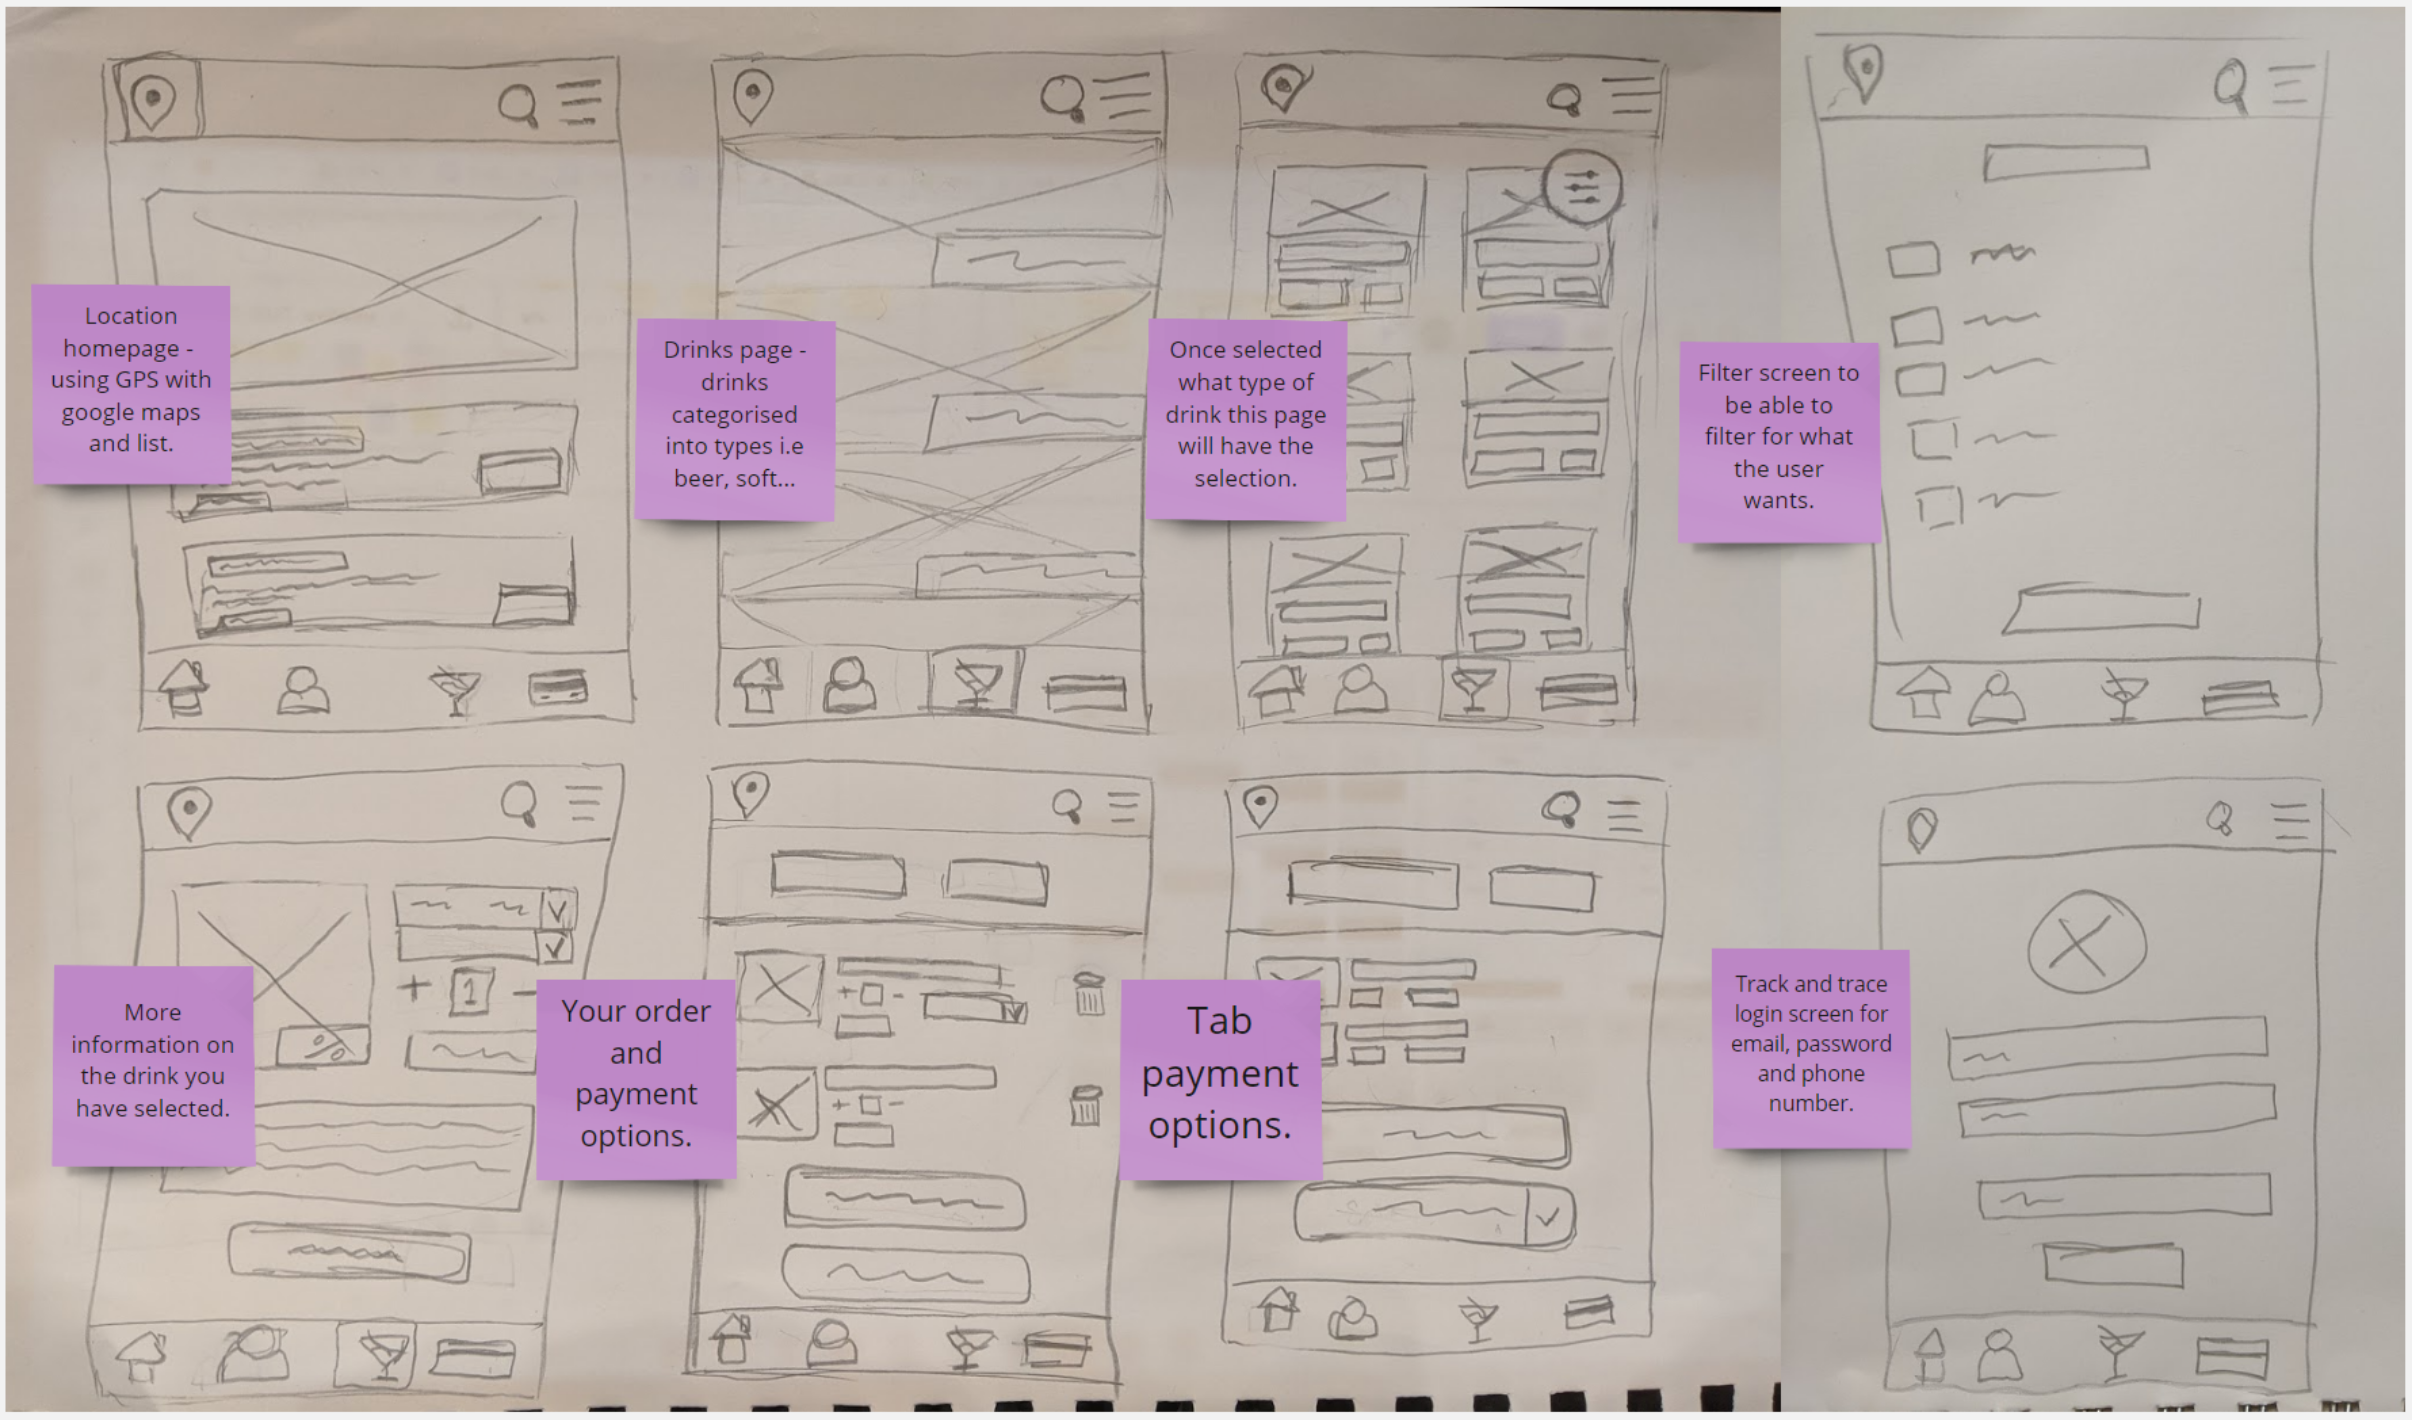 Location
homepage -
using GPS with
google maps
and list.
Drinks page -
drinks
categorised
into types i.e
beer, soft...
Once selected
what type of
drink this page
will have the
selection.
Filter screen to
be able to
filter for what
the user
wants.
More
information on
the drink you
have selected.
+ 1 -
%
Your order
and
payment
options.
Tab
payment
options.
Track and trace
login screen for
email, password
and phone
number.